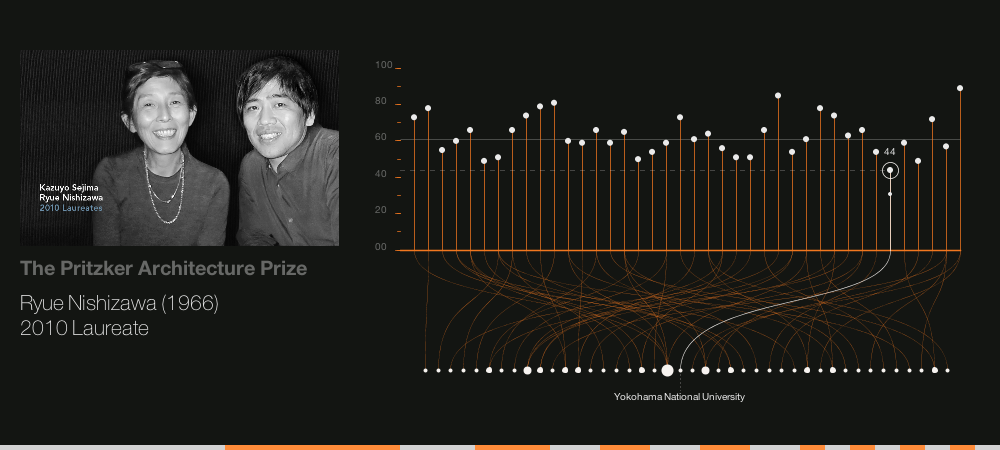 Kazuyo Sejima
Ryue Nishizawa
2010 Laureates
The Pritzker Architecture Prize
Ryue Nishizawa (1966)
2010 Laureate
100
80
60
40
20
00
44
Yokohama National University